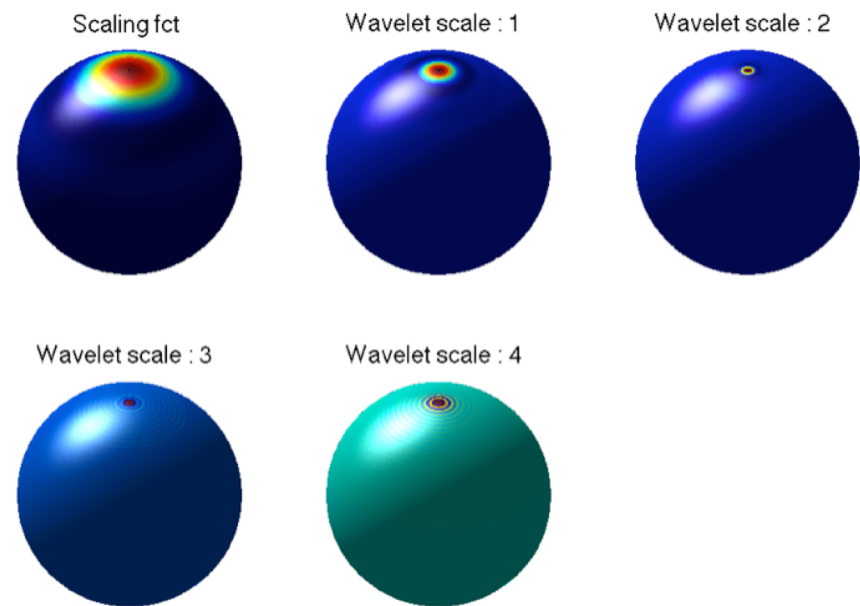 Scaling fct
Wavelet scale : 1
Wavelet scale : 2
Wavelet scale : 3
Wavelet scale : 4